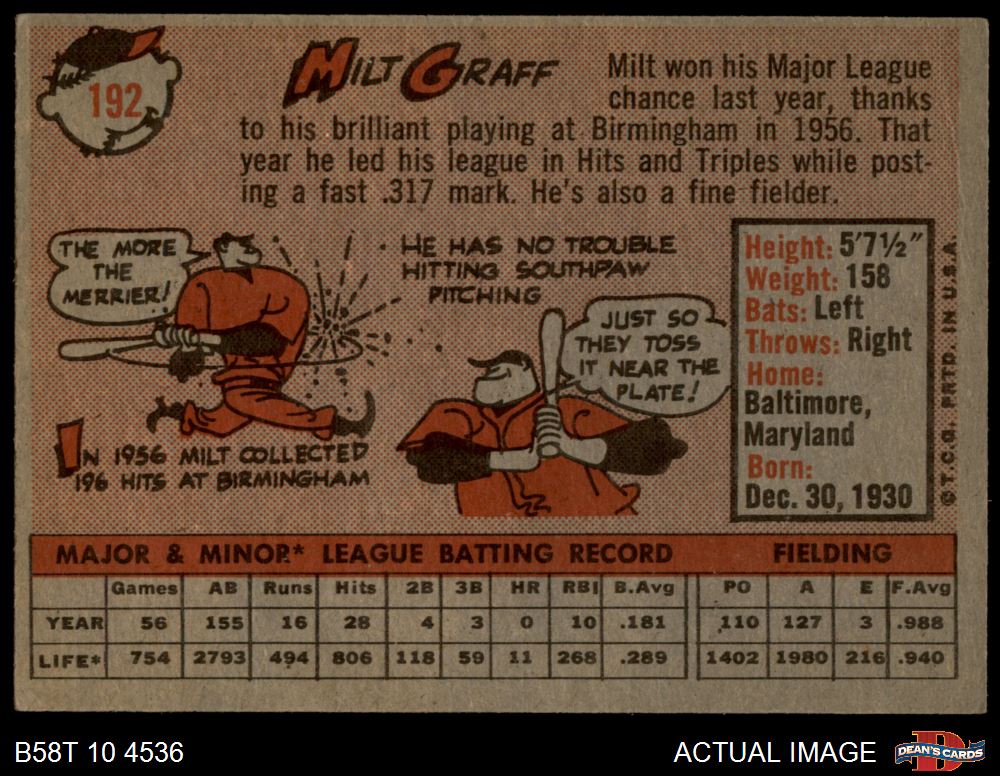 192
MILT GRAFF
Milt won his Major League
chance last year, thanks
to his brilliant playing at Birmingham in 1956. That
year he led his league in Hits and Triples while post-
ing a fast .317 mark. He's also a fine fielder.
THE MORE
THE
MERRIER!
IN 1956 MILT COLLECTED
196 HITS AT BIRMINGHAM
HE HAS NO TROUBLE
HITTING SOUTHPAW
PITCHING
JUST SO
THEY TOSS
IT NEAR THE
PLATE!
Height: 5'7½"
Weight: 158
Bats: Left
Throws: Right
Home:
Baltimore,
Maryland
Born:
Dec. 30, 1930
© T.C.G. PRTD. IN U.S.A.
MAJOR & MINOR* LEAGUE BATTING RECORD FIELDING
Games AB Runs Hits 2B 3B HR RBI B.Avg PO A E F.Avg
YEAR 56 155 16 28 4 3 0 10 .181 110 127 3 .988
LIFE* 754 2793 494 806 118 59 11 268 .289 1402 1980 216 .940
B58T 10 4536
ACTUAL IMAGE
DEAN'S CARDS